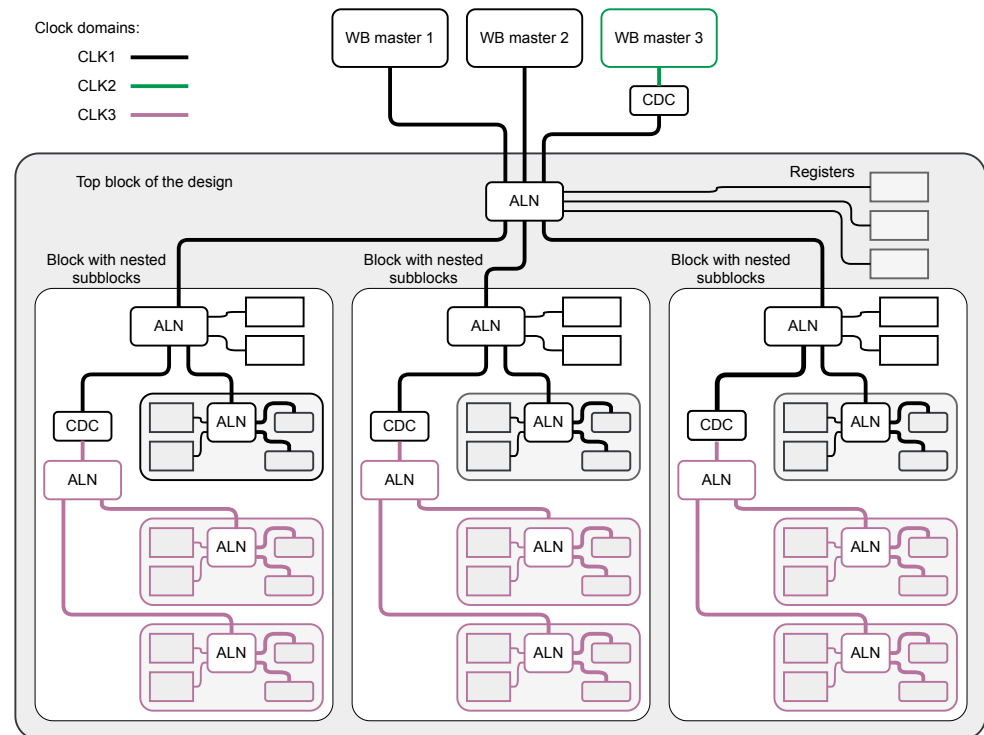 Clock domains:
CLK1
CLK2
CLK3
WB master 1
WB master 2
WB master 3
CDC
Top block of the design
Registers
ALN
Block with nested
subblocks
Block with nested
subblocks
Block with nested
subblocks
ALN
ALN
ALN
CDC
ALN
CDC
ALN
CDC
ALN
ALN
ALN
ALN
ALN
ALN
ALN
ALN
ALN
ALN